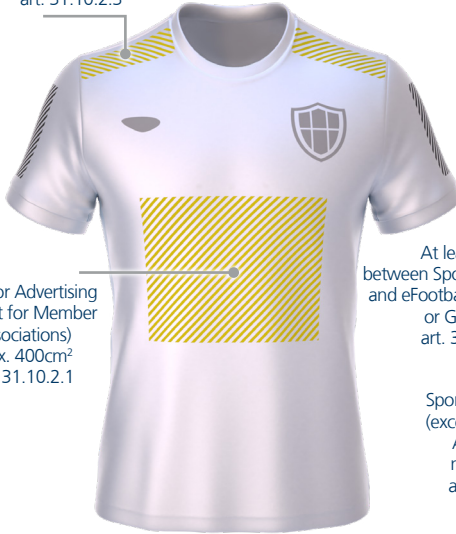 art. 31.10.2.3
or Advertising
t for Member
sociations)
x. 400cm²
31.10.2.1
At le
between Spo
and eFootba
or G
art. 3
Spor
(exc
A
r
a